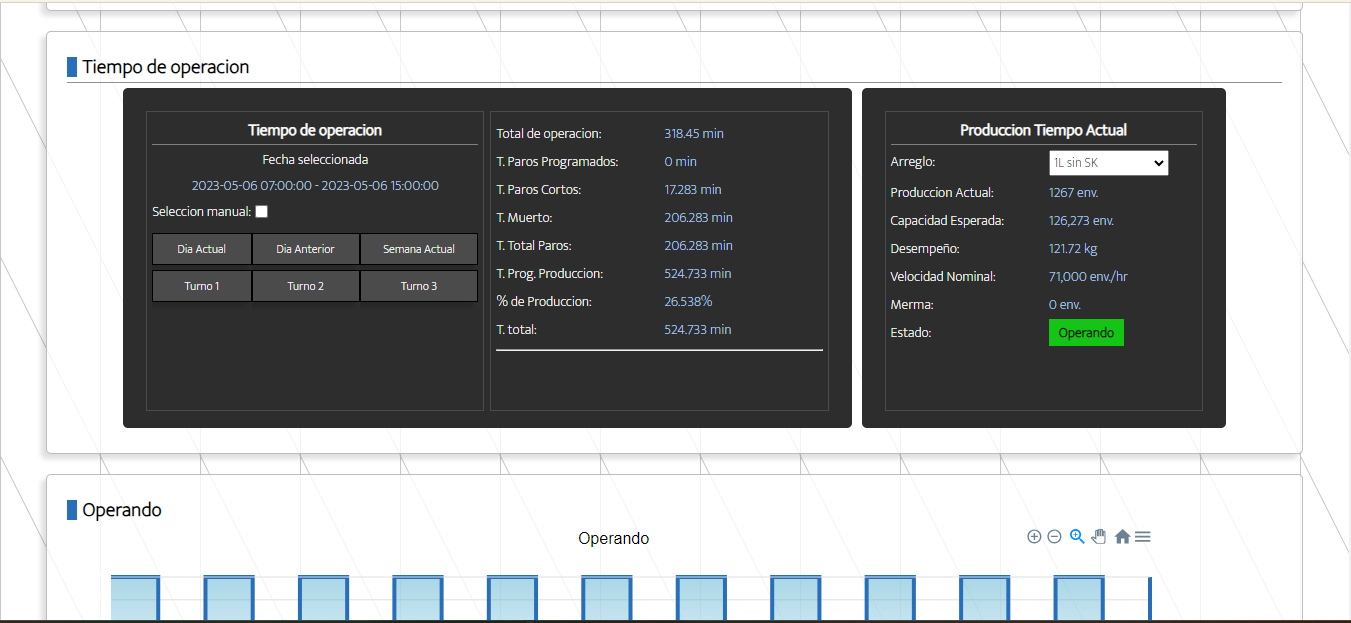 Tiempo de operacion
Tiempo de operacion
Fecha seleccionada
2023-05-06 07:00:00 - 2023-05-06 15:00:00
Seleccion manual:
Dia Actual Dia Anterior Semana Actual
Turno 1 Turno 2 Turno 3
Total de operacion: 318.45 min
T. Paros Programados: 0 min
T. Paros Cortos: 17.283 min
T. Muerto: 206.283 min
T. Total Paros: 206.283 min
T. Prog. Produccion: 524.733 min
% de Produccion: 26.538%
T. total: 524.733 min
Produccion Tiempo Actual
Arreglo: 1L sin SK
Produccion Actual: 1267 env.
Capacidad Esperada: 126,273 env.
Desempeño: 121.72 kg
Velocidad Nominal: 71,000 env./hr
Merma: 0 env.
Estado: Operando
Operando
Operando